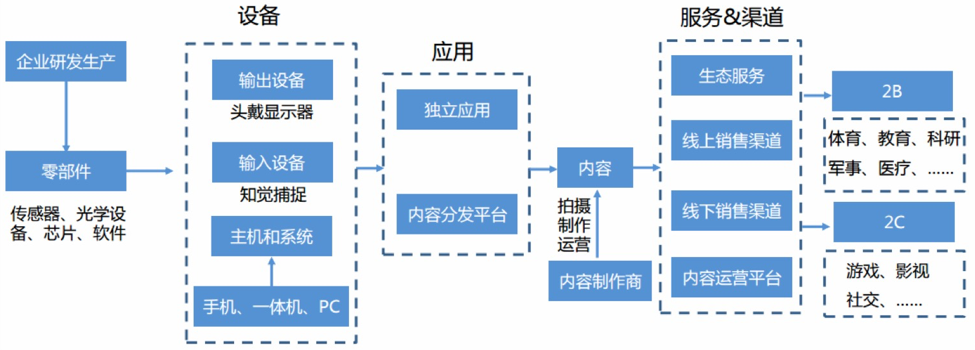 企业研发生产
零部件
传感器、光学设
备、芯片、软件
设备
输出设备
头戴显示器
输入设备
知觉捕捉
主机和系统
手机、一体机、PC
应用
独立应用
内容分发平台
内容
拍摄
制作
运营
内容制作商
服务&渠道
生态服务
线上销售渠道
线下销售渠道
内容运营平台
2B
体育、教育、科研
军事、医疗、……
2C
游戏、影视
社交、……